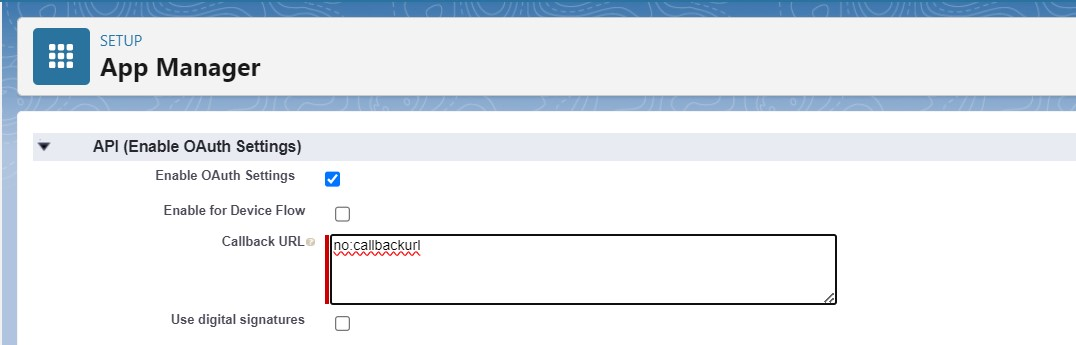 SETUP
App Manager
API (Enable OAuth Settings)
Enable OAuth Settings
Enable for Device Flow
Callback URL
no:callbackurl
Use digital signatures